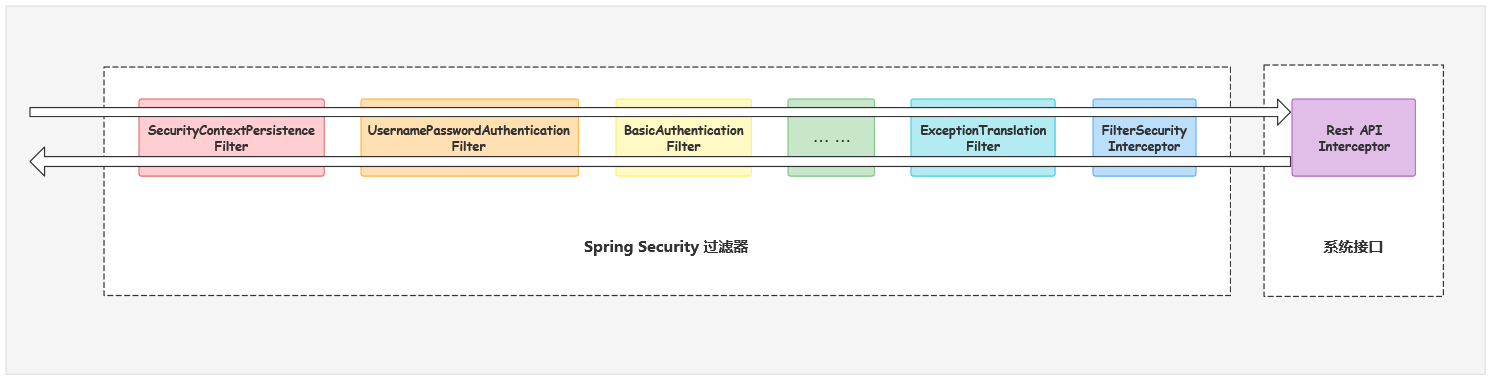 SecurityContextPersistence
Filter
UsernamePasswordAuthentication
Filter
BasicAuthentication
Filter
... ...
ExceptionTranslation
Filter
FilterSecurity
Interceptor
Rest API
Interceptor
Spring Security 过滤器
系统接口